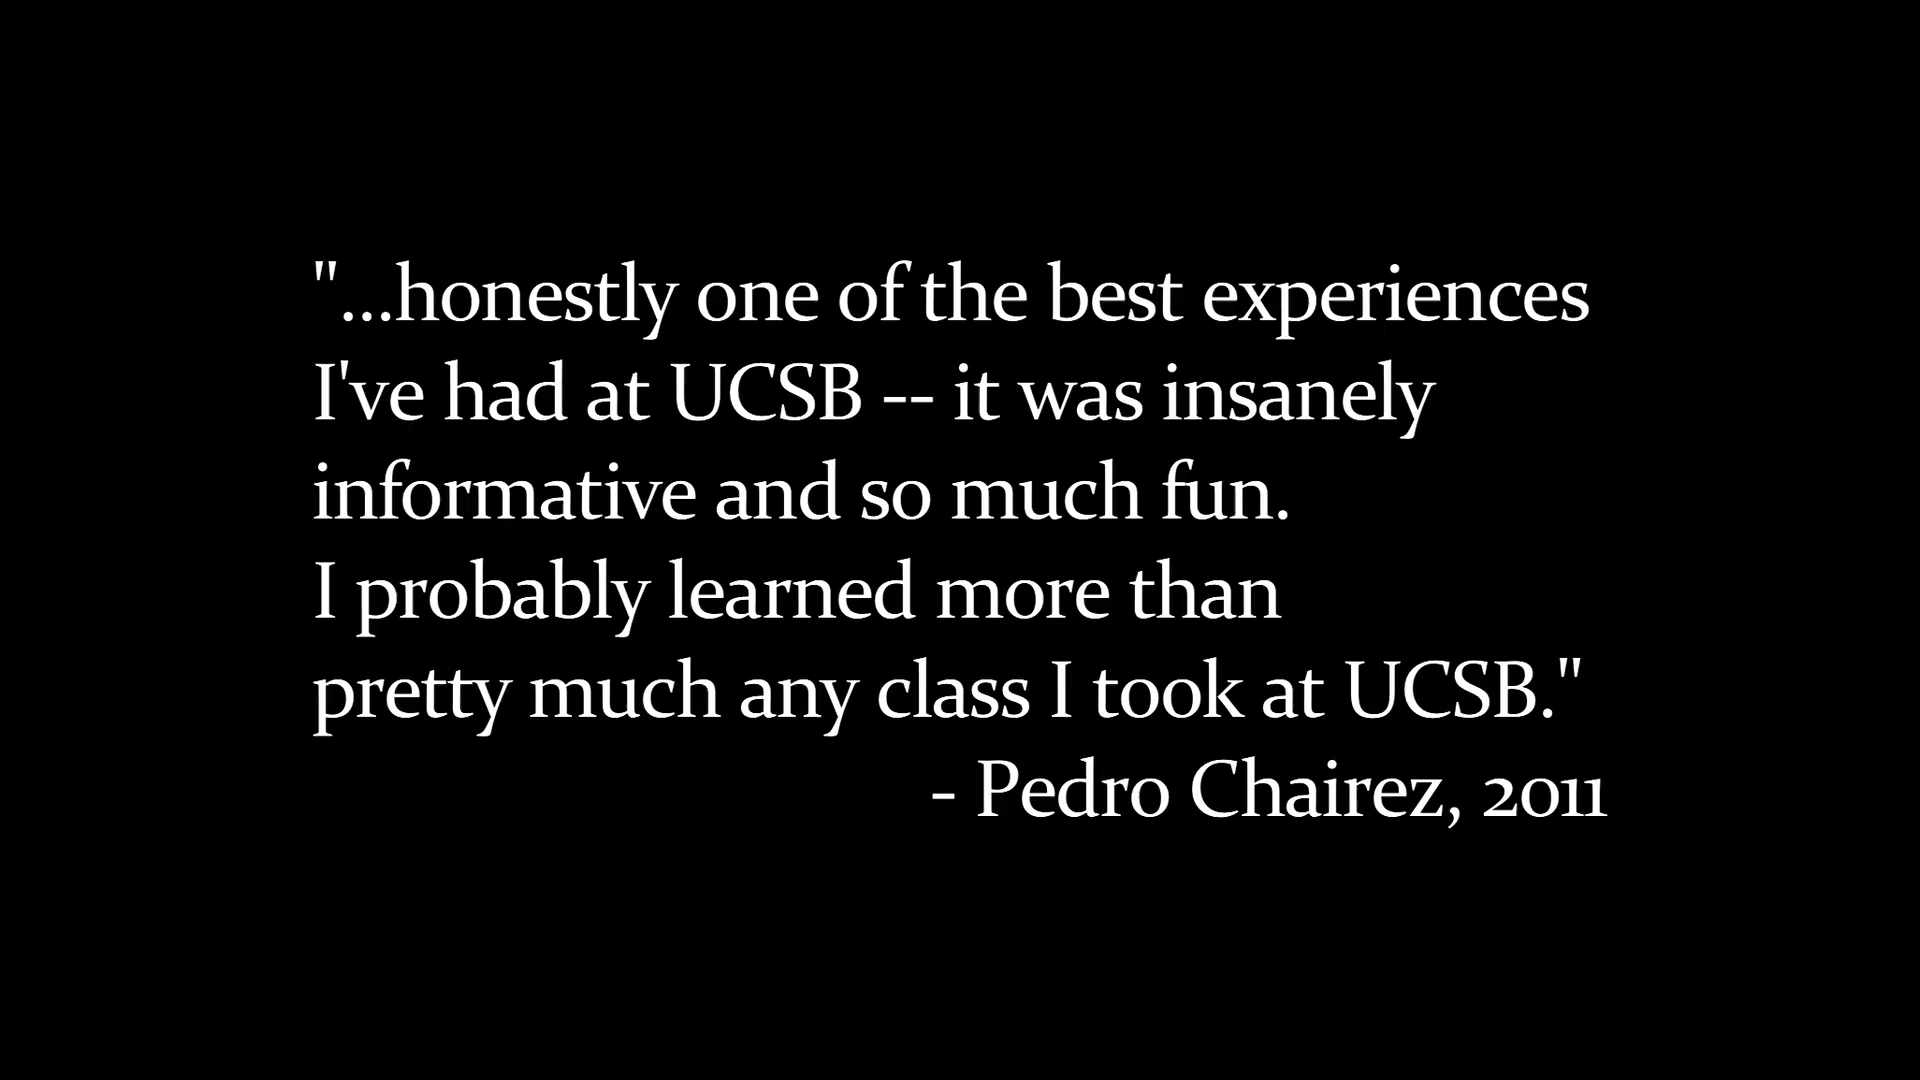 "...honestly one of the best experiences
I've had at UCSB -- it was insanely
informative and so much fun.
I probably learned more than
pretty much any class I took at UCSB."
- Pedro Chairez, 2011